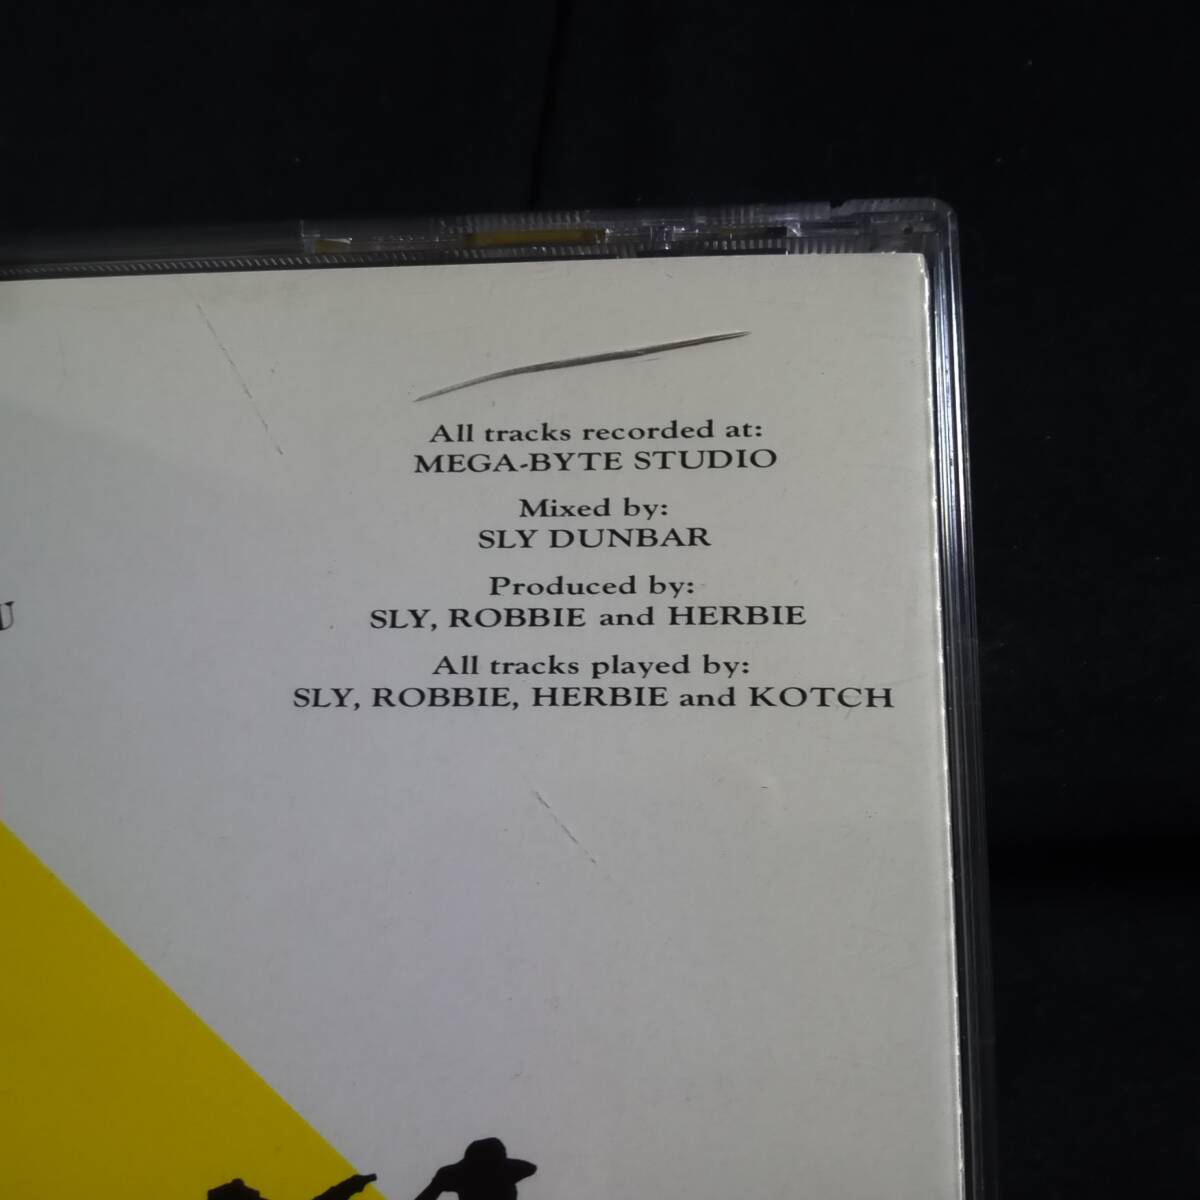 All tracks recorded at:
MEGA-BYTE STUDIO
Mixed by:
SLY DUNBAR
Produced by:
SLY, ROBBIE and HERBIE
All tracks played by:
SLY, ROBBIE, HERBIE and KOTCH